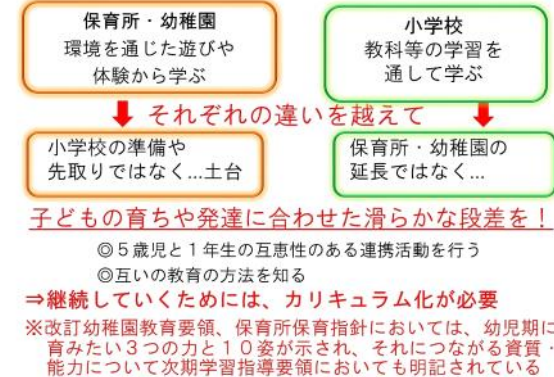 保育所・幼稚園
環境を通じた遊びや
体験から学ぶ
小学校
教科等の学習を
通して学ぶ
それぞれの違いを越えて
小学校の準備や
先取りではなく…土台
保育所・幼稚園の
延長ではなく…
子どもの育ちや発達に合わせた滑らかな段差を！
◎５歳児と１年生の互恵性のある連携活動を行う
◎互いの教育の方法を知る
⇒継続していくためには、カリキュラム化が必要
※改訂幼稚園教育要領、保育所保育指針においては、幼児期に
育みたい３つの力と１０姿が示され、それにつながる資質・
能力について次期学習指導要領においても明記されている